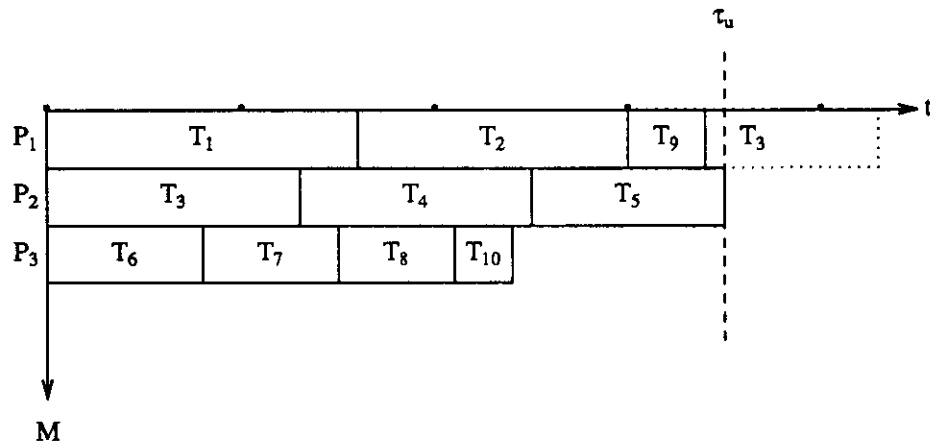 τᵤ
t
P₁ T₁ T₂ T₉ T₃
P₂ T₃ T₄ T₅
P₃ T₆ T₇ T₈ T₁₀
M